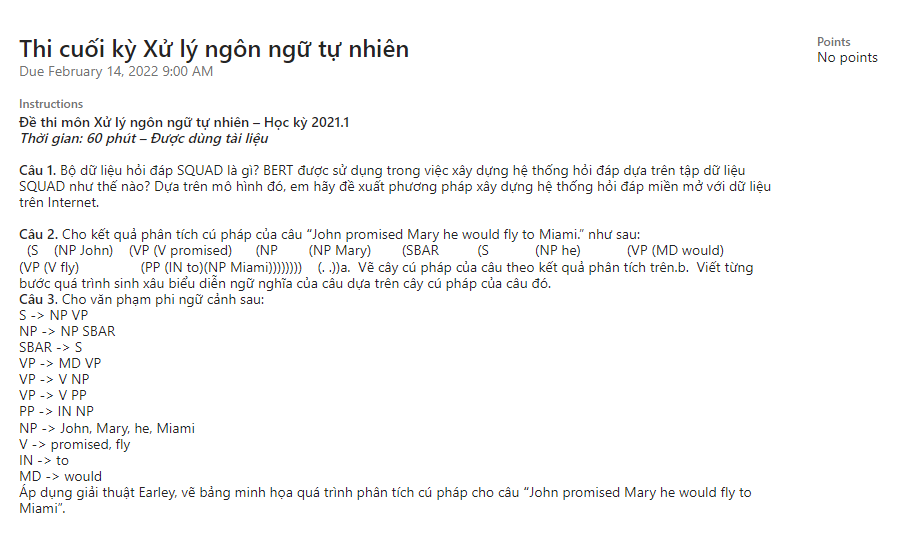 Thi cuối kỳ Xử lý ngôn ngữ tự nhiên
Due February 14, 2022 9:00 AM
Points
No points
Instructions
Đề thi môn Xử lý ngôn ngữ tự nhiên – Học kỳ 2021.1
Thời gian: 60 phút – Được dùng tài liệu
Câu 1. Bộ dữ liệu hỏi đáp SQUAD là gì? BERT được sử dụng trong việc xây dựng hệ thống hỏi đáp dựa trên tập dữ liệu
SQUAD như thế nào? Dựa trên mô hình đó, em hãy đề xuất phương pháp xây dựng hệ thống hỏi đáp miền mở với dữ liệu
trên Internet.
Câu 2. Cho kết quả phân tích cú pháp của câu “John promised Mary he would fly to Miami.” như sau:
(S (NP John) (VP (V promised) (NP (NP Mary) (SBAR (S (NP he) (VP (MD would)
(VP (V fly) (PP (IN to)(NP Miami)))))))) (. .))a. Vẽ cây cú pháp của câu theo kết quả phân tích trên.b. Viết từng
bước quá trình sinh xâu biểu diễn ngữ nghĩa của câu dựa trên cây cú pháp của câu đó.
Câu 3. Cho văn phạm phi ngữ cảnh sau:
S -> NP VP
NP -> NP SBAR
SBAR -> S
VP -> MD VP
VP -> V NP
VP -> V PP
PP -> IN NP
NP -> John, Mary, he, Miami
V -> promised, fly
IN -> to
MD -> would
Áp dụng giải thuật Earley, vẽ bảng minh họa quá trình phân tích cú pháp cho câu “John promised Mary he would fly to
Miami”.